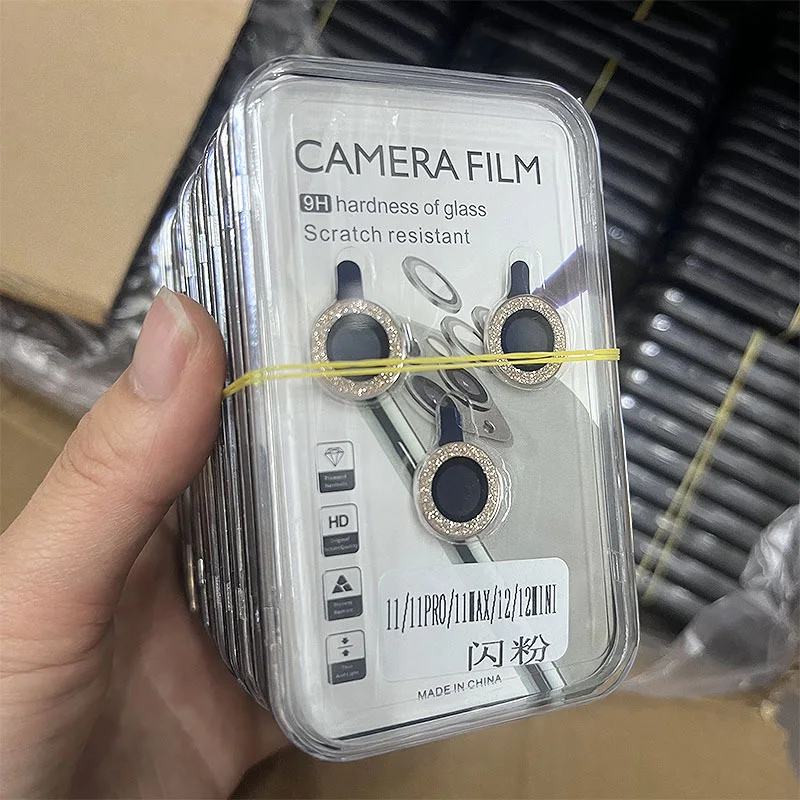 CAMERA FILM
9H hardness of glass
Scratch resistant
HD
11/11PRO/11MAX/12/12MINI
闪粉
MADE IN CHINA